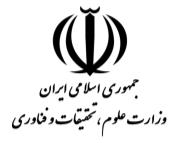 جمهوری اسلامی ایران
وزارت علوم، تحقیقات و فناوری